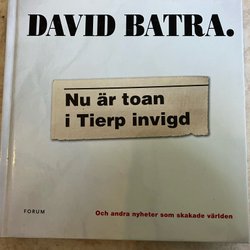 DAVID BATRA.
Nu är toan
i Tierp invigd
FORUM
Och andra nyheter som skakade världen